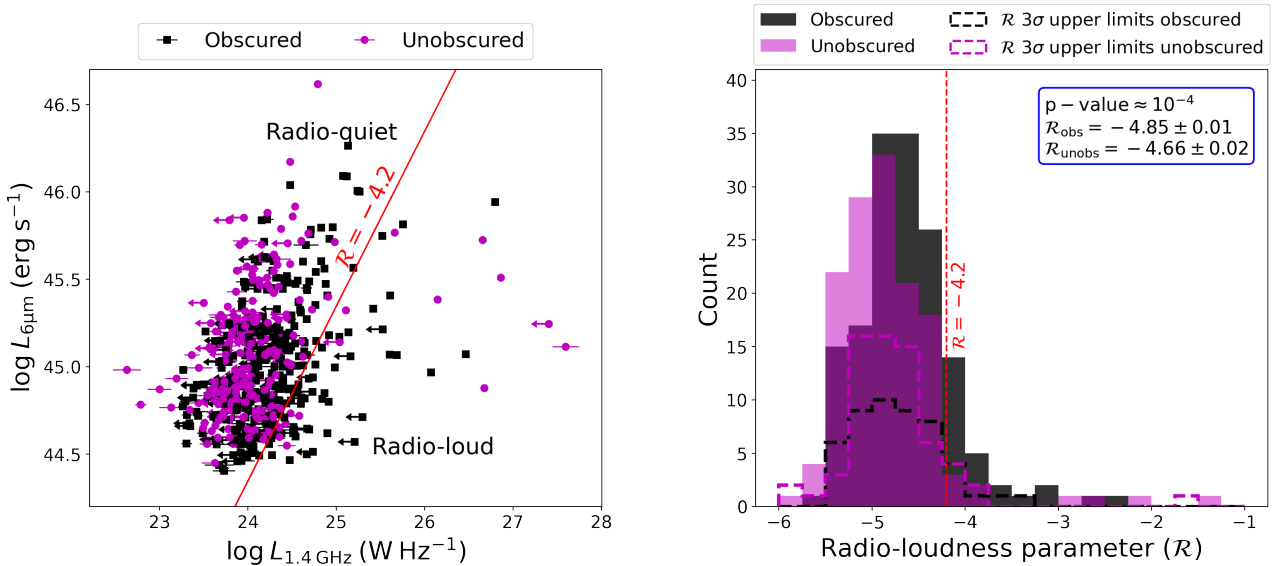 Obscured Unobscured
46.5
46.0
45.5
45.0
44.5
log L₆μm (erg s⁻¹)
Radio-quiet
ℛ = − 4.2
Radio-loud
23 24 25 26 27 28
log L₁.₄ GHz (W Hz⁻¹)
Obscured ℛ 3σ upper limits obscured
Unobscured ℛ 3σ upper limits unobscured
40
35
30
25
20
15
10
5
0
Count
p − value ≈ 10⁻⁴
ℛobs = − 4.85 ± 0.01
ℛunobs = − 4.66 ± 0.02
ℛ = − 4.2
−6 −5 −4 −3 −2 −1
Radio-loudness parameter (ℛ)